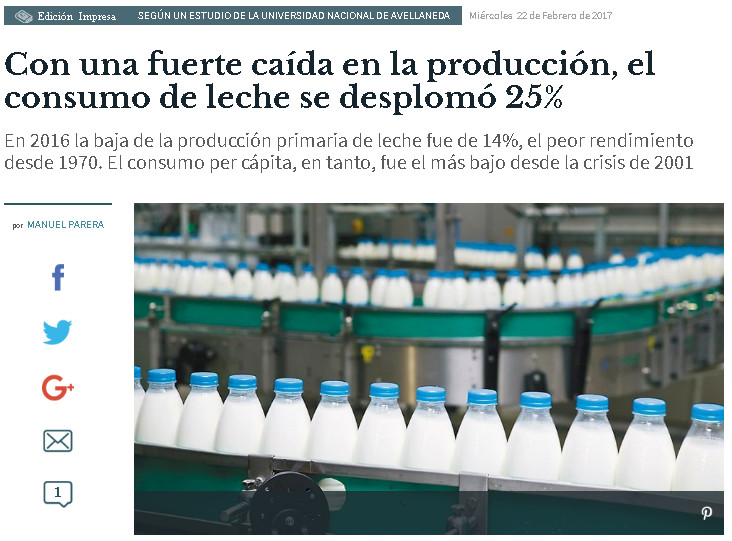 Edición Impresa SEGÚN UN ESTUDIO DE LA UNIVERSIDAD NACIONAL DE AVELLANEDA Miércoles 22 de Febrero de 2017
Con una fuerte caída en la producción, el
consumo de leche se desplomó 25%
En 2016 la baja de la producción primaria de leche fue de 14%, el peor rendimiento
desde 1970. El consumo per cápita, en tanto, fue el más bajo desde la crisis de 2001
por MANUEL PARERA
1